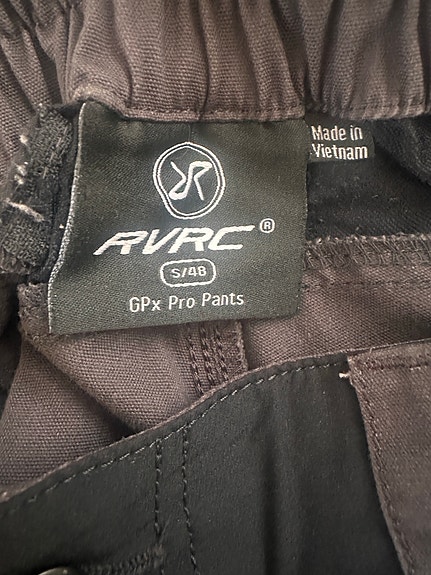 Made in
Vietnam
RVRC®
S/48
GPx Pro Pants